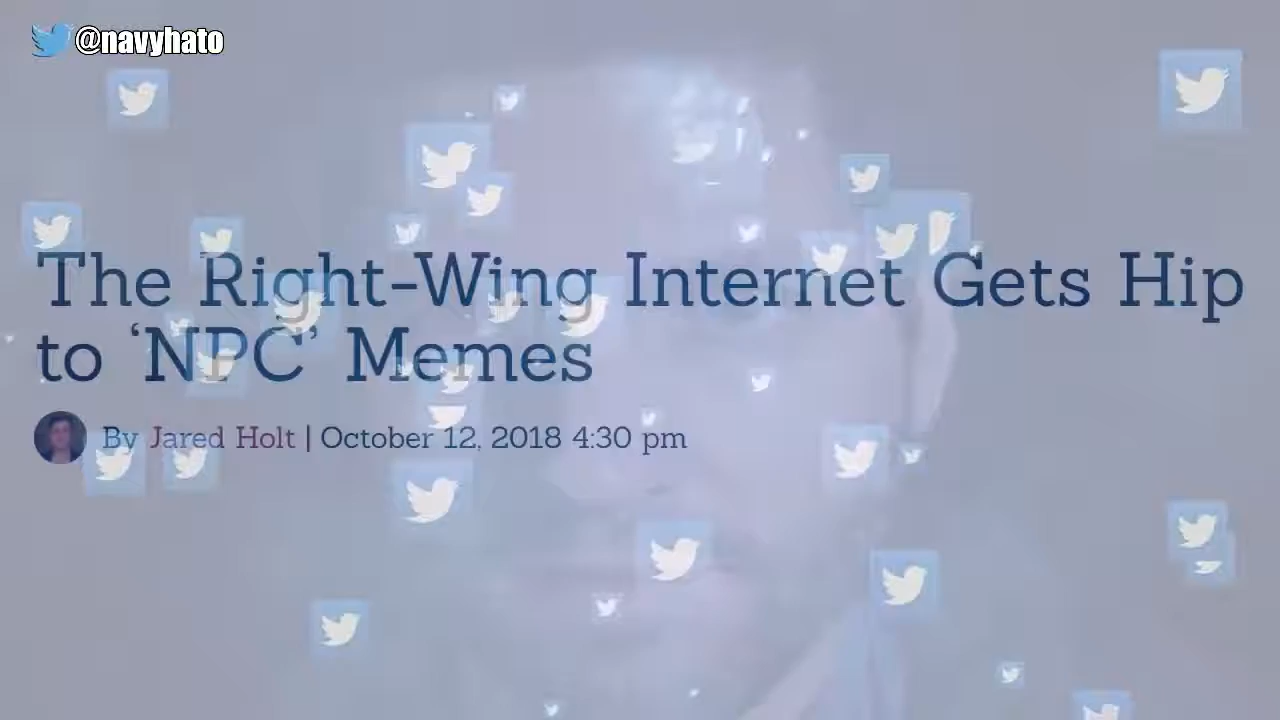 @navyhato
The Right-Wing Internet Gets Hip
to ‘NPC’ Memes
By Jared Holt | October 12, 2018 4:30 pm